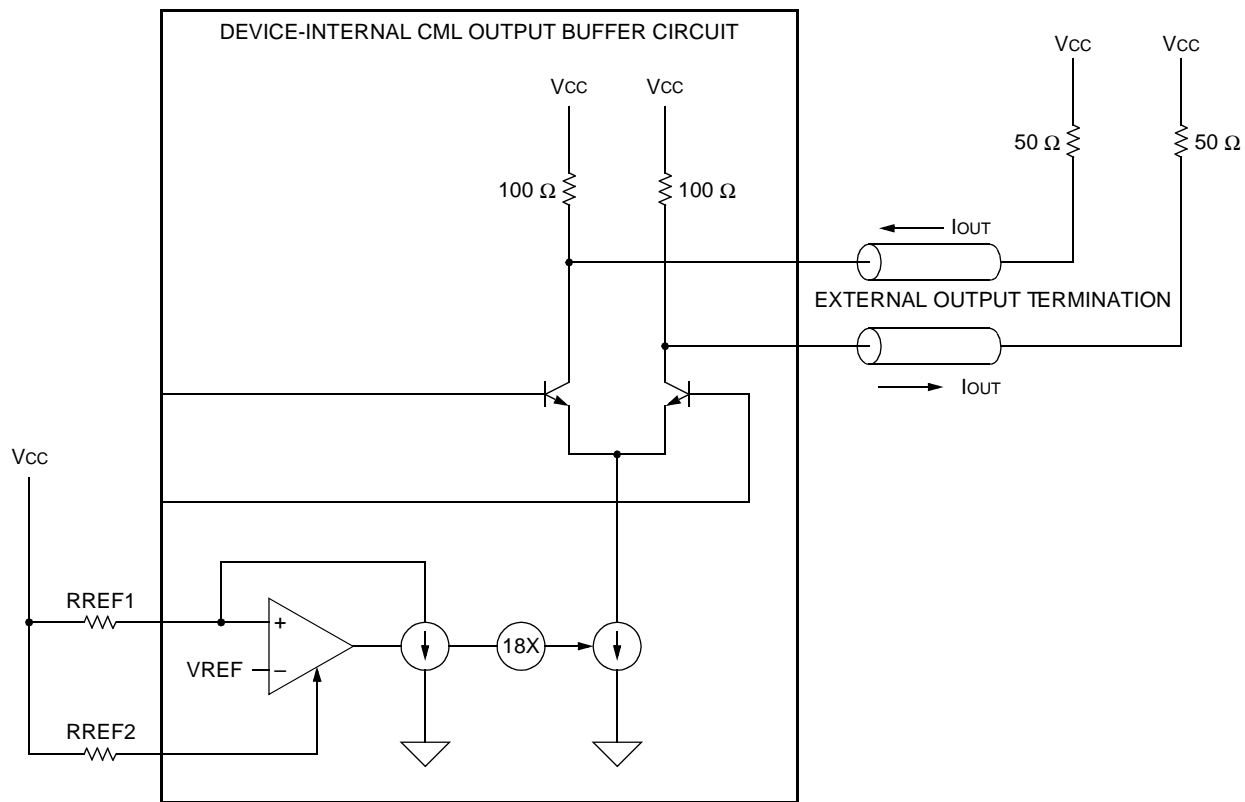 DEVICE-INTERNAL CML OUTPUT BUFFER CIRCUIT
VCC
VCC
VCC
VCC
50 Ω
50 Ω
100 Ω
100 Ω
IOUT
EXTERNAL OUTPUT TERMINATION
IOUT
VCC
RREF1
+
18X
VREF
−
RREF2